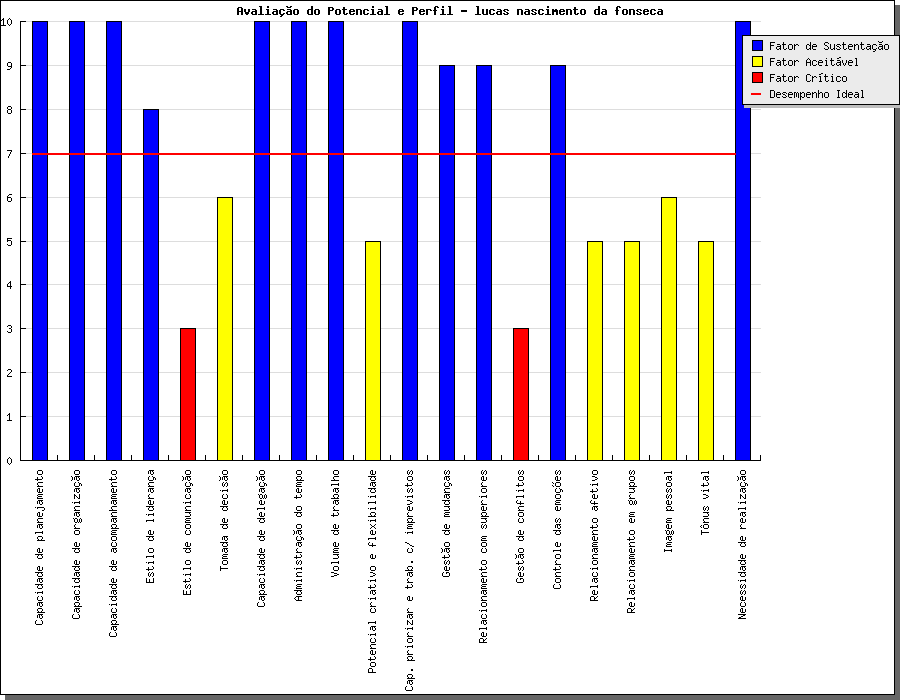 Avaliação do Potencial e Perfil - lucas nascimento da fonseca
Fator de Sustentação
Fator Aceitável
Fator Crítico
Desempenho Ideal
10
9
8
7
6
5
4
3
2
1
0
Capacidade de planejamento
Capacidade de organização
Capacidade de acompanhamento
Estilo de liderança
Estilo de comunicação
Tomada de decisão
Capacidade de delegação
Administração do tempo
Volume de trabalho
Potencial criativo e flexibilidade
Cap. priorizar e trab. c/ imprevistos
Gestão de mudanças
Relacionamento com superiores
Gestão de conflitos
Controle das emoções
Relacionamento afetivo
Relacionamento em grupos
Imagem pessoal
Tônus vital
Necessidade de realização